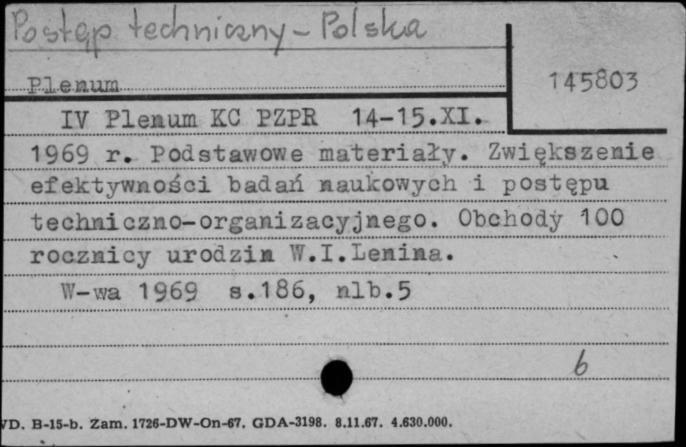 Postęp techniczny - Polska
Plenum
145803
IV Plenum KC PZPR 14-15.XI.
1969 r. Podstawowe materiały. Zwiększenie
efektywności badań naukowych i postępu
techniczno-organizacyjnego. Obchody 100
rocznicy urodzin W.I.Lenina.
W-wa 1969 s.186, nlb.5
b
VD. B-15-b. Zam. 1726-DW-On-67. GDA-3198. 8.11.67. 4.630.000.